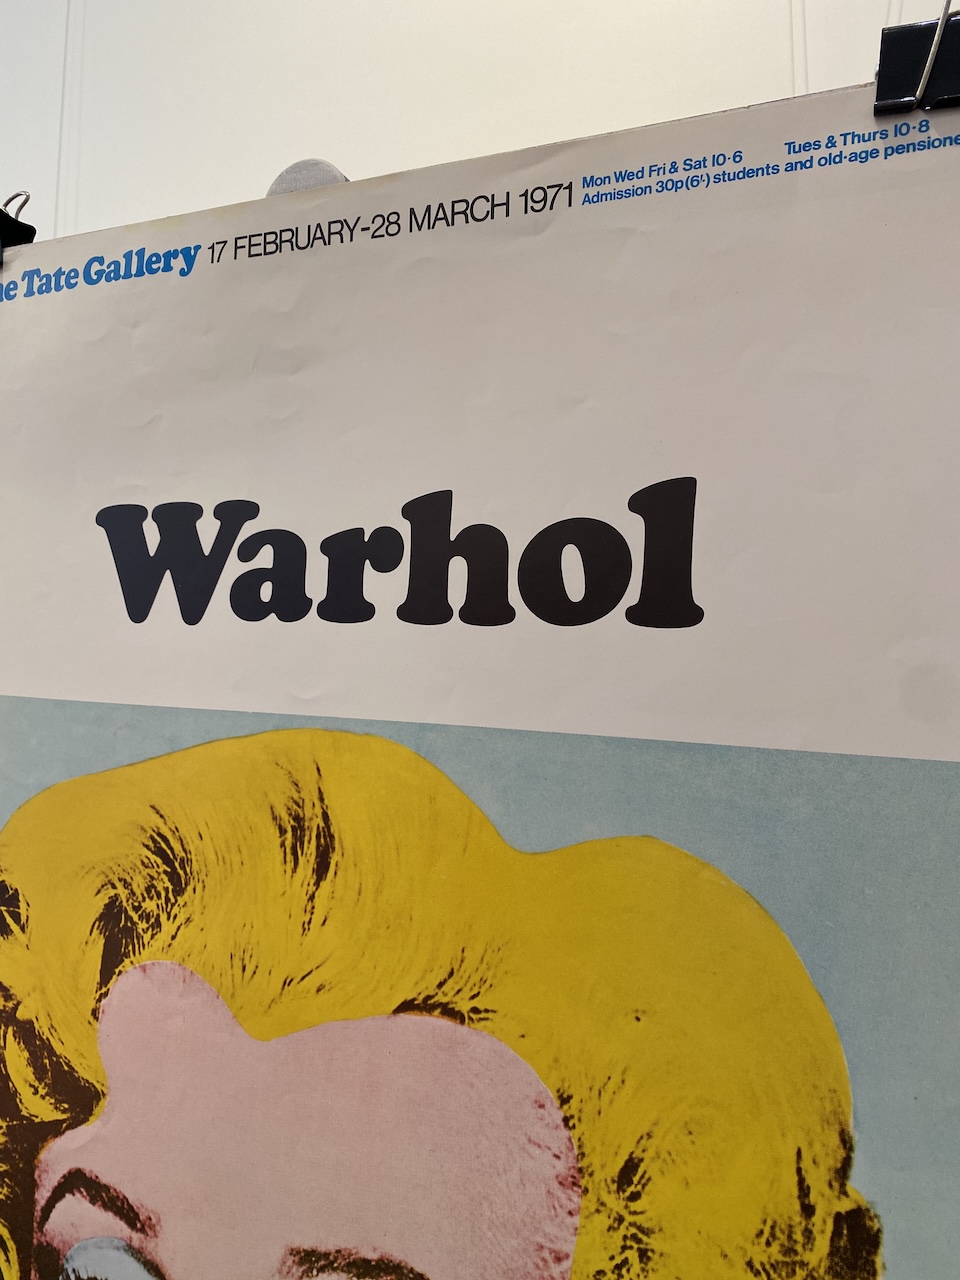 The Tate Gallery 17 FEBRUARY-28 MARCH 1971
Mon Wed Fri & Sat 10·6 Tues & Thurs 10·8
Admission 30p(6'-) students and old·age
Warhol